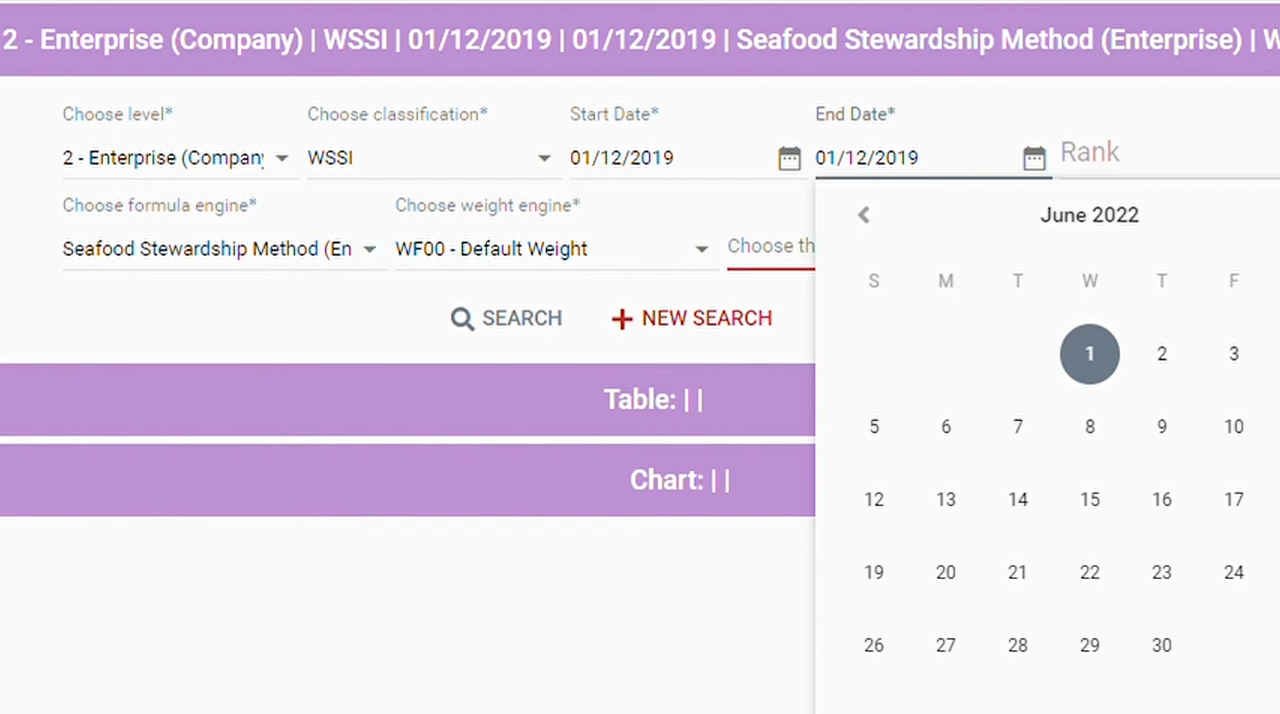 2 - Enterprise (Company) | WSSI | 01/12/2019 | 01/12/2019 | Seafood Stewardship Method (Enterprise) | W
Choose level* Choose classification* Start Date* End Date*
2 - Enterprise (Compan WSSI 01/12/2019 01/12/2019 Rank
Choose formula engine* Choose weight engine*
Seafood Stewardship Method (En WF00 - Default Weight Choose th
SEARCH NEW SEARCH
Table: | |
Chart: | |
June 2022
S M T W T F
1 2 3
5 6 7 8 9 10
12 13 14 15 16 17
19 20 21 22 23 24
26 27 28 29 30